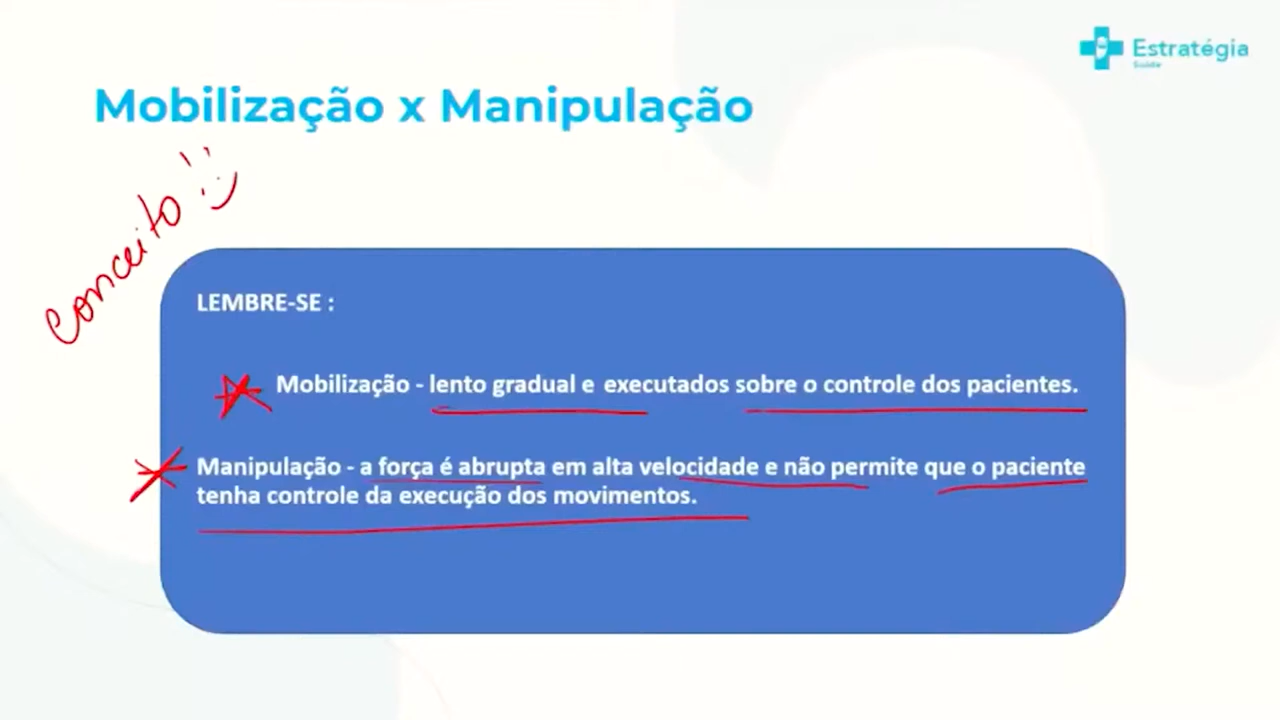 Estratégia
Saúde
Mobilização x Manipulação
conceito!!
LEMBRE-SE :
Mobilização - lento gradual e executados sobre o controle dos pacientes.
Manipulação - a força é abrupta em alta velocidade e não permite que o paciente
tenha controle da execução dos movimentos.